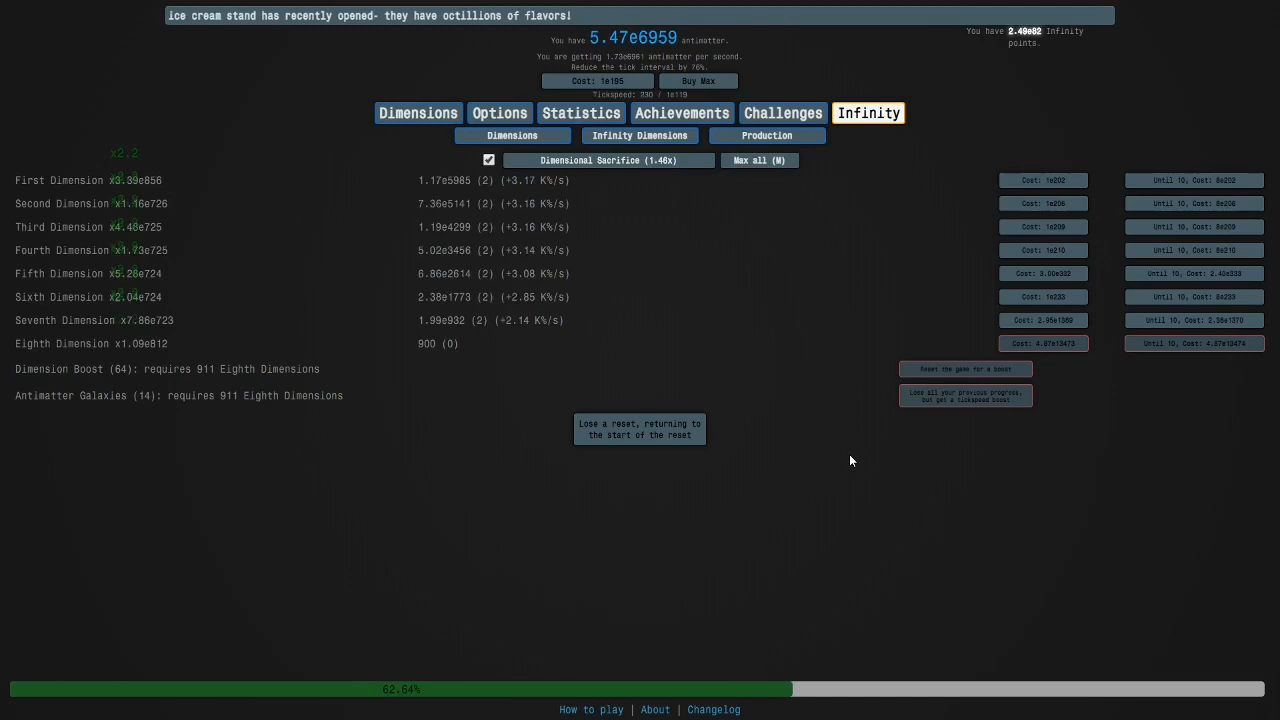 ice cream stand has recently opened- they have octillions of flavors!
You have 5.47e6959 antimatter.
You have 2.49e82 Infinity points.
You are getting 1.73e6961 antimatter per second.
Reduce the tick interval by 76%.
Cost: 1e195 Buy Max
Tickspeed: 230 / 1e119
Dimensions Options Statistics Achievements Challenges Infinity
Dimensions Infinity Dimensions Production
x2.2
Dimensional Sacrifice (1.46x) Max all (M)
First Dimension x3.39e856 1.17e5985 (2) (+3.17 K%/s) Cost: 1e202 Until 10, Cost: 8e202
Second Dimension x1.16e726 7.36e5141 (2) (+3.16 K%/s) Cost: 1e206 Until 10, Cost: 8e206
Third Dimension x4.48e725 1.19e4299 (2) (+3.16 K%/s) Cost: 1e209 Until 10, Cost: 8e209
Fourth Dimension x1.73e725 5.02e3456 (2) (+3.14 K%/s) Cost: 1e210 Until 10, Cost: 8e210
Fifth Dimension x5.28e724 6.86e2614 (2) (+3.08 K%/s) Cost: 3.00e332 Until 10, Cost: 2.40e333
Sixth Dimension x2.04e724 2.38e1773 (2) (+2.85 K%/s) Cost: 1e233 Until 10, Cost: 8e233
Seventh Dimension x7.86e723 1.99e932 (2) (+2.14 K%/s) Cost: 2.95e1369 Until 10, Cost: 2.36e1370
Eighth Dimension x1.09e812 900 (0) Cost: 4.87e13473 Until 10, Cost: 4.87e13474
Dimension Boost (64): requires 911 Eighth Dimensions Reset the game for a boost
Antimatter Galaxies (14): requires 911 Eighth Dimensions Lose all your previous progress, but get a tickspeed boost
Lose a reset, returning to
the start of the reset
62.64%
How to play | About | Changelog